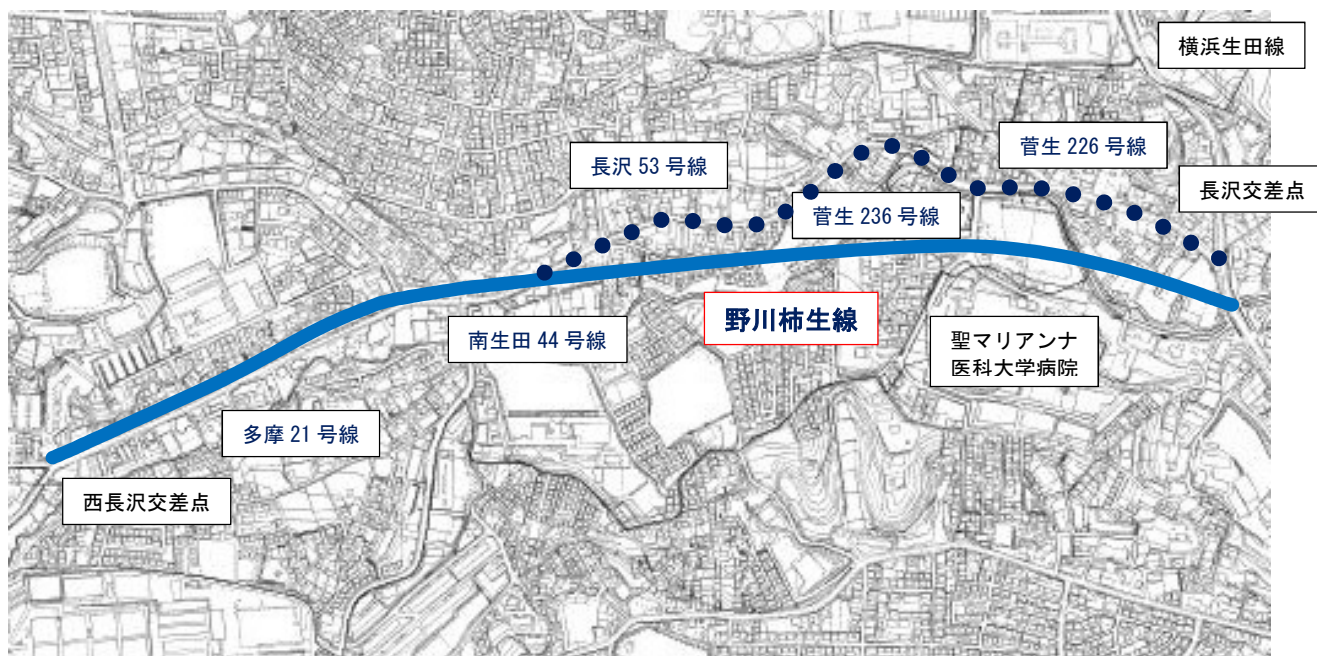 横浜生田線
菅生 226 号線
長沢 53 号線
長沢交差点
菅生 236 号線
野川柿生線
南生田 44 号線
聖マリアンナ
医科大学病院
多摩 21 号線
西長沢交差点